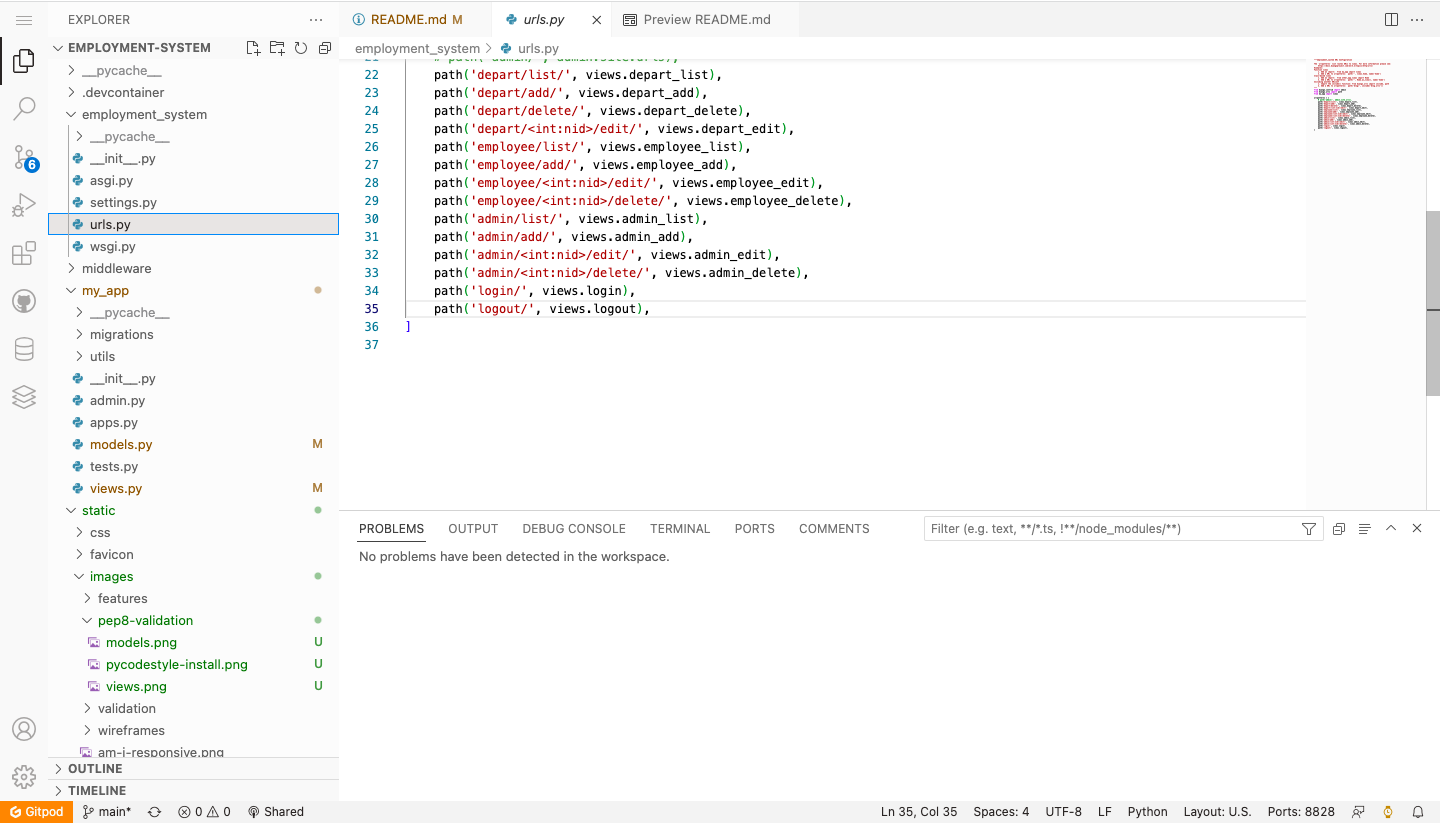 EXPLORER
README.md M
urls.py
Preview README.md
EMPLOYMENT-SYSTEM
employment_system > urls.py
__pycache__
.devcontainer
employment_system
__pycache__
__init__.py
asgi.py
settings.py
urls.py
wsgi.py
middleware
my_app
__pycache__
migrations
utils
__init__.py
admin.py
apps.py
models.py M
tests.py
views.py M
static
css
favicon
images
features
pep8-validation
models.png U
pycodestyle-install.png U
views.png U
validation
wireframes
am-i-responsive.png
OUTLINE
TIMELINE
6
22 path('depart/list/', views.depart_list),
23 path('depart/add/', views.depart_add),
24 path('depart/delete/', views.depart_delete),
25 path('depart/<int:nid>/edit/', views.depart_edit),
26 path('employee/list/', views.employee_list),
27 path('employee/add/', views.employee_add),
28 path('employee/<int:nid>/edit/', views.employee_edit),
29 path('employee/<int:nid>/delete/', views.employee_delete),
30 path('admin/list/', views.admin_list),
31 path('admin/add/', views.admin_add),
32 path('admin/<int:nid>/edit/', views.admin_edit),
33 path('admin/<int:nid>/delete/', views.admin_delete),
34 path('login/', views.login),
35 path('logout/', views.logout),
36 ]
37
PROBLEMS OUTPUT DEBUG CONSOLE TERMINAL PORTS COMMENTS
Filter (e.g. text, **/*.ts, !**/node_modules/**)
No problems have been detected in the workspace.
Gitpod main* 0 0 Shared
Ln 35, Col 35 Spaces: 4 UTF-8 LF Python Layout: U.S. Ports: 8828